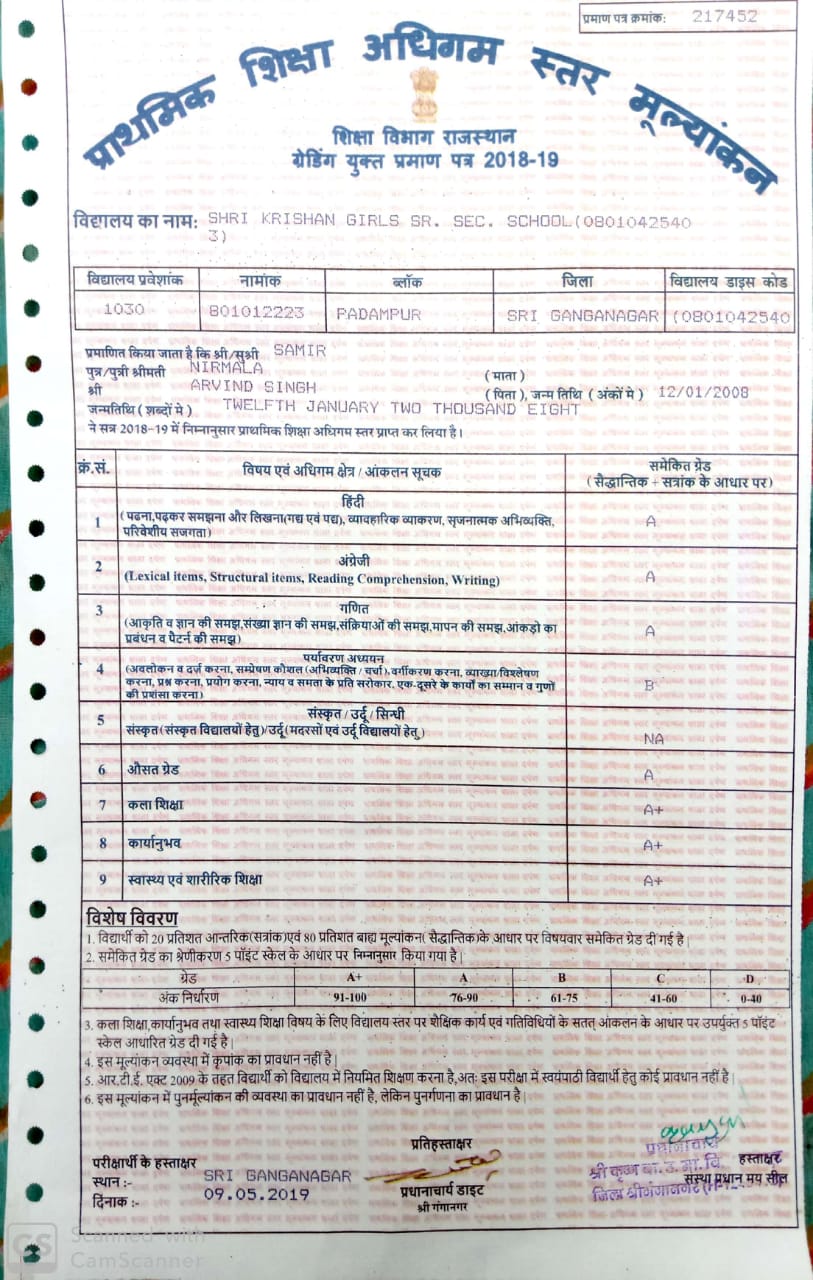 प्रमाण पत्र क्रमांक: 217452
प्राथमिक शिक्षा अधिगम स्तर मूल्यांकन
शिक्षा विभाग राजस्थान
ग्रेडिंग युक्त प्रमाण पत्र 2018-19
विद्यालय का नाम: SHRI KRISHAN GIRLS SR. SEC. SCHOOL(0801042540
3)
विद्यालय प्रवेशांक नामांक ब्लॉक जिला विद्यालय डाइस कोड
1030 801012223 PADAMPUR SRI GANGANAGAR (0801042540
प्रमाणित किया जाता है कि श्री/सुश्री SAMIR
पुत्र/पुत्री श्रीमती NIRMALA (माता)
श्री ARVIND SINGH (पिता), जन्म तिथि (अंकों मे) 12/01/2008
जन्मतिथि (शब्दों मे) TWELFTH JANUARY TWO THOUSAND EIGHT
ने सत्र 2018-19 में निम्नानुसार प्राथमिक शिक्षा अधिगम स्तर प्राप्त कर लिया है।
क्रं.सं. विषय एवं अधिगम क्षेत्र / आंकलन सूचक समेकित ग्रेड
(सैद्धान्तिक + सत्रांक के आधार पर)
हिंदी
1 (पढना,पढ़कर समझना और लिखना(गद्य एवं पद्य), व्यावहारिक व्याकरण, सृजनात्मक अभिव्यक्ति, A
परिवेशीय सजगता)
2 अंग्रेजी
(Lexical items, Structural items, Reading Comprehension, Writing) A
3 गणित
(आकृति व ज्ञान की समझ,संख्या ज्ञान की समझ,संक्रियाओं की समझ,मापन की समझ,आंकड़ो का A
प्रबंधन व पैटर्न की समझ)
पर्यावरण अध्ययन
4 (अवलोकन व दर्ज करना, सम्प्रेषण कौशल (अभिव्यक्ति / चर्चा), वर्गीकरण करना, व्याख्या/विश्लेषण
करना, प्रश्न करना, प्रयोग करना, न्याय व समता के प्रति सरोकार, एक-दूसरे के कार्यो का सम्मान व गुणों B
की प्रशंसा करना)
5 संस्कृत / उर्दू / सिन्धी
संस्कृत (संस्कृत विद्यालयों हेतु)/उर्दू (मदरसों एवं उर्दू विद्यालयों हेतु) NA
6 औसत ग्रेड A
7 कला शिक्षा A+
8 कार्यानुभव A+
9 स्वास्थ्य एवं शारीरिक शिक्षा A+
विशेष विवरण
1. विद्यार्थी को 20 प्रतिशत आन्तरिक(सत्रांक)एवं 80 प्रतिशत बाह्य मूल्यांकन( सैद्धान्तिक)के आधार पर विषयवार समेकित ग्रेड दी गई है|
2. समेकित ग्रेड का श्रेणीकरण 5 पॉइंट स्केल के आधार पर निम्नानुसार किया गया है|
ग्रेड A+ A B C D
अंक निर्धारण 91-100 76-90 61-75 41-60 0-40
3. कला शिक्षा,कार्यानुभव तथा स्वास्थ्य शिक्षा विषय के लिए विद्यालय स्तर पर शैक्षिक कार्य एवं गतिविधियों के सतत् आंकलन के आधार पर उपर्युक्त 5 पॉइंट
स्केल आधारित ग्रेड दी गई है|
4. इस मूल्यांकन व्यवस्था में कृपांक का प्रावधान नहीं है|
5. आर.टी.ई. एक्ट 2009 के तहत विद्यार्थी को विद्यालय में नियमित शिक्षण करना है,अत: इस परीक्षा में स्वयंपाठी विद्यार्थी हेतु कोई प्रावधान नहीं है|
6. इस मूल्यांकन में पुनर्मूल्यांकन की व्यवस्था का प्रावधान नहीं है, लेकिन पुनर्गणना का प्रावधान है|
प्रतिहस्ताक्षर
प्रधानाचार्य
परीक्षार्थी के हस्ताक्षर श्री कृष्ण बा.उ.मा.वि. हस्ताक्षर
स्थान :- SRI GANGANAGAR संस्था प्रधान मय सील
दिनाक :- 09.05.2019 प्रधानाचार्य डाइट जिला श्रीगंगानगर
श्री गंगानगर
CS Scanned with
CamScanner